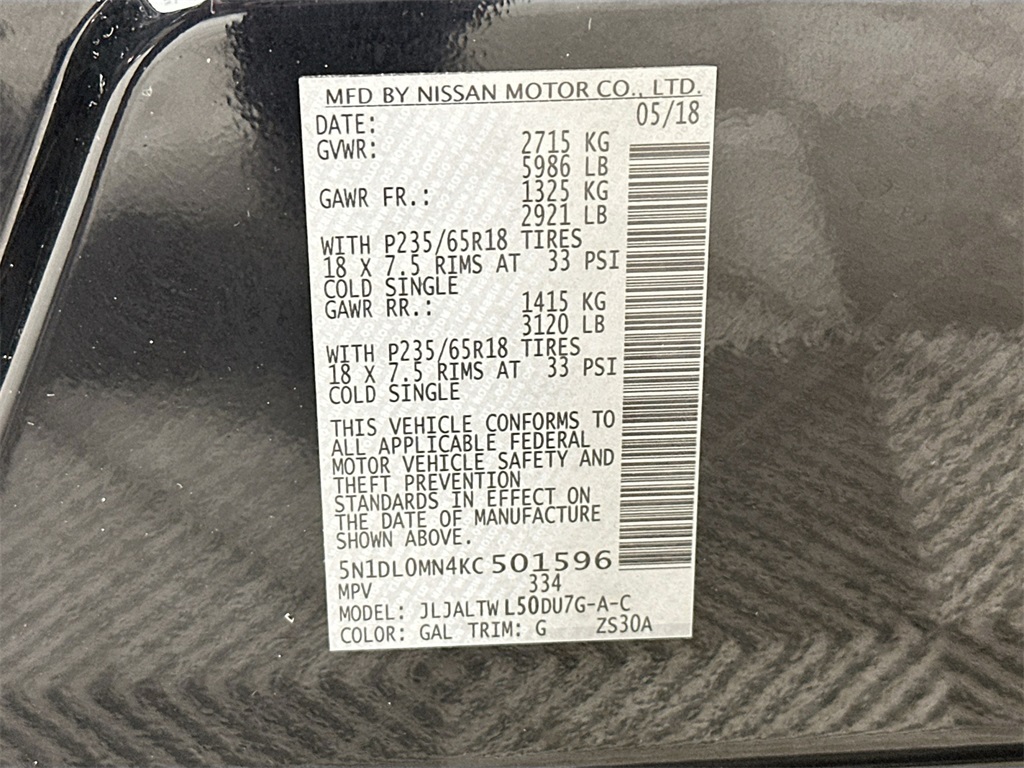 MFD BY NISSAN MOTOR CO., LTD.
DATE: 05/18
GVWR: 2715 KG
5986 LB
GAWR FR.: 1325 KG
2921 LB
WITH P235/65R18 TIRES
18 X 7.5 RIMS AT 33 PSI
COLD SINGLE
GAWR RR.: 1415 KG
3120 LB
WITH P235/65R18 TIRES
18 X 7.5 RIMS AT 33 PSI
COLD SINGLE
THIS VEHICLE CONFORMS TO
ALL APPLICABLE FEDERAL
MOTOR VEHICLE SAFETY AND
THEFT PREVENTION
STANDARDS IN EFFECT ON
THE DATE OF MANUFACTURE
SHOWN ABOVE.
5N1DL0MN4KC 501596
MPV 334
MODEL: JLJALTW L50DU7G-A-C
COLOR: GAL TRIM: G ZS30A